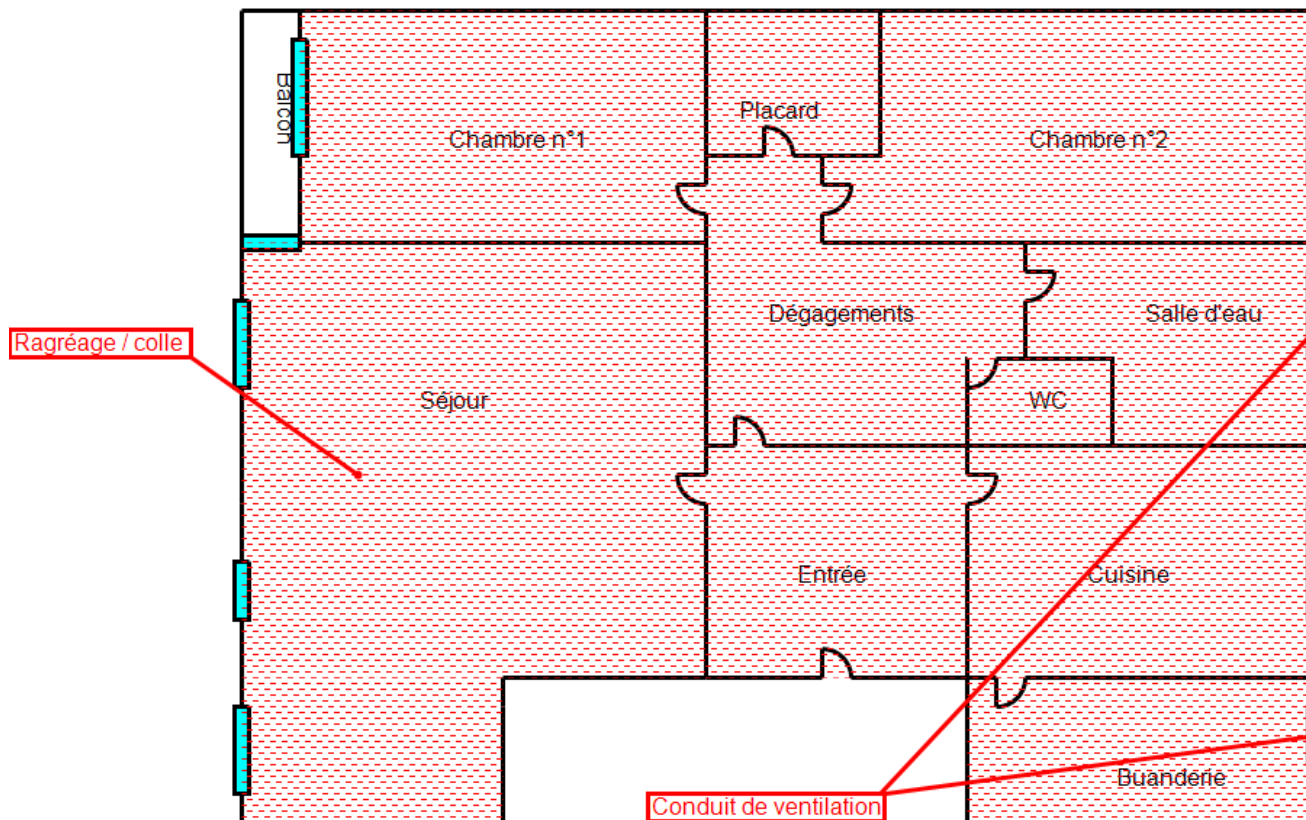 Balcon
Placard
Chambre n°1
Chambre n°2
Dégagements
Salle d'eau
Ragréage / colle
Séjour
WC
Entrée
Cuisine
Buanderie
Conduit de ventilation